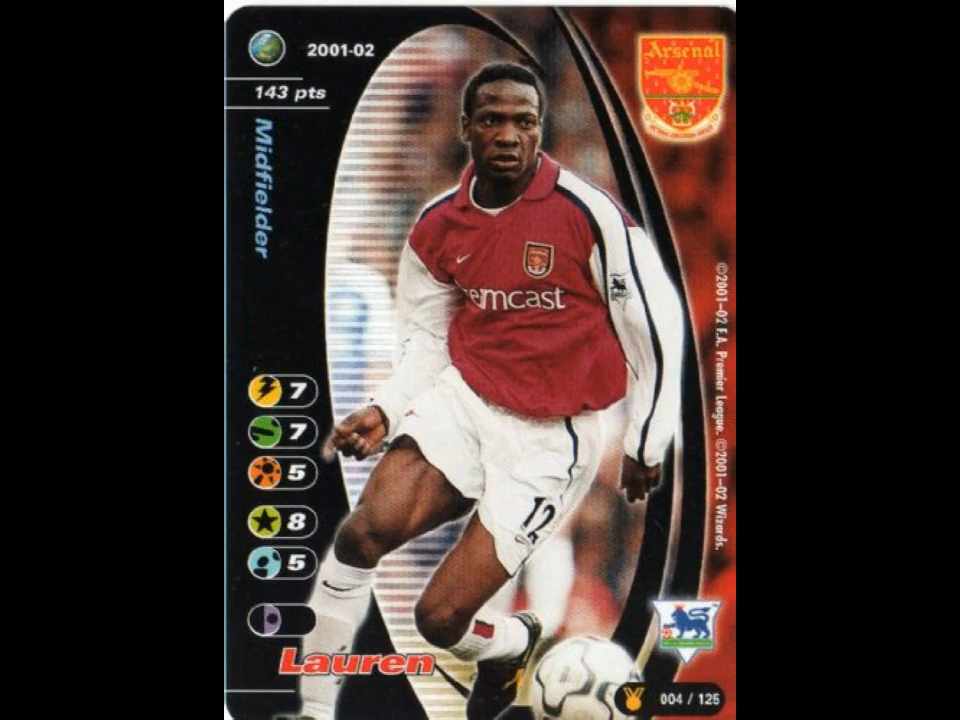 2001-02
143 pts
Midfielder
Arsenal
emcast
7
7
5
8
5
12
Lauren
004 / 125
©2001-02 F.A. Premier League. ©2001-02 Wizards.